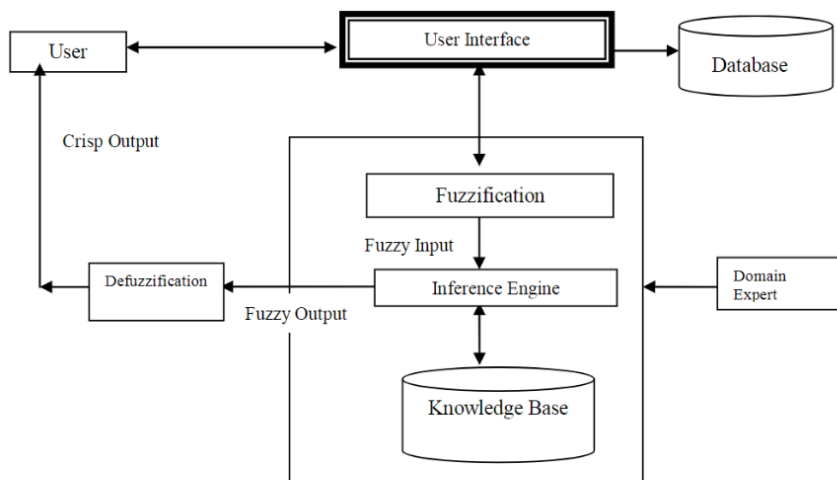 User
User Interface
Database
Crisp Output
Fuzzification
Fuzzy Input
Defuzzification
Inference Engine
Domain
Expert
Fuzzy Output
Knowledge Base